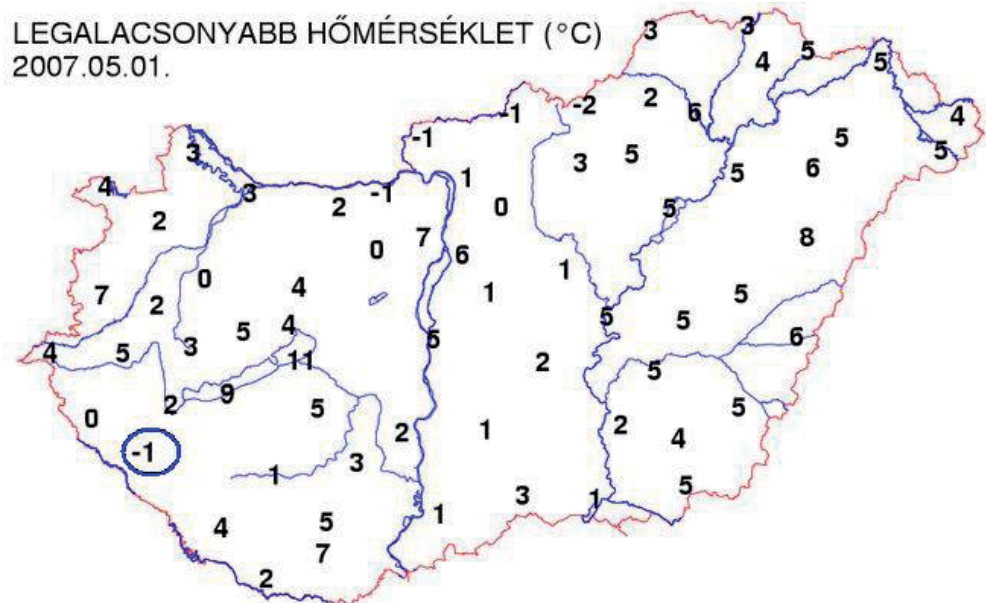 LEGALACSONYABB HŐMÉRSÉKLET (°C)
2007.05.01.
3 3
4 5 5
-1 -1 -2 2 6 4
3 3 5 5 6 5 5
4 3 2 -1 1 0 5
2 7 6 8
0 0 1
7 2 4 1 5
4 5 3 5 4 5 5 5 6
11 2 5
0 2 9 5 2 1 2 4 5
-1 1 3 5
4 5 1 3 1
7
2